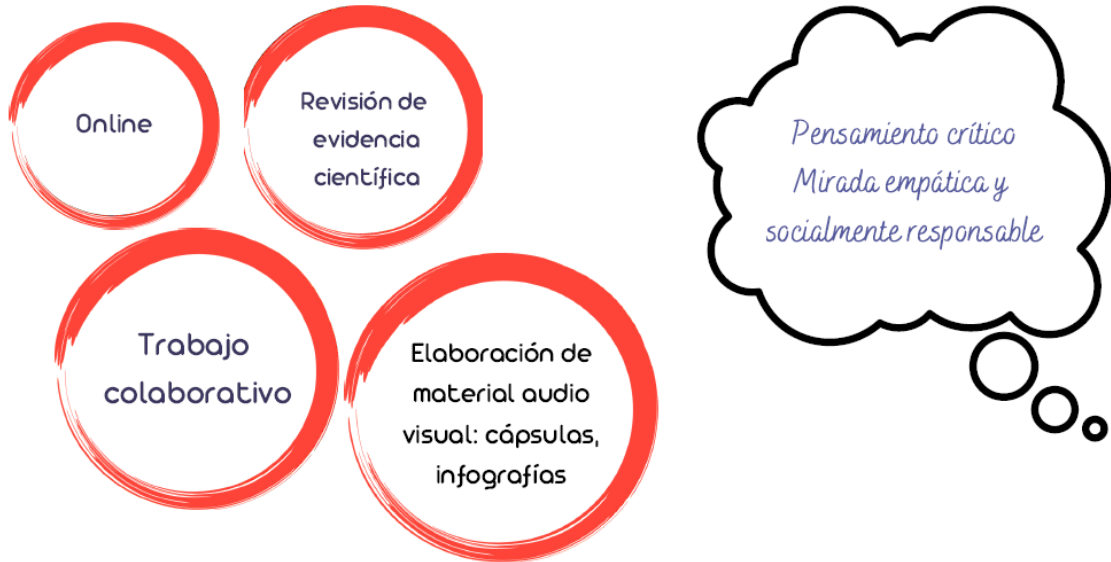 Online
Revisión de
evidencia
científica
Trabajo
colaborativo
Elaboración de
material audio
visual: cápsulas,
infografías
Pensamiento crítico
Mirada empática y
socialmente responsable